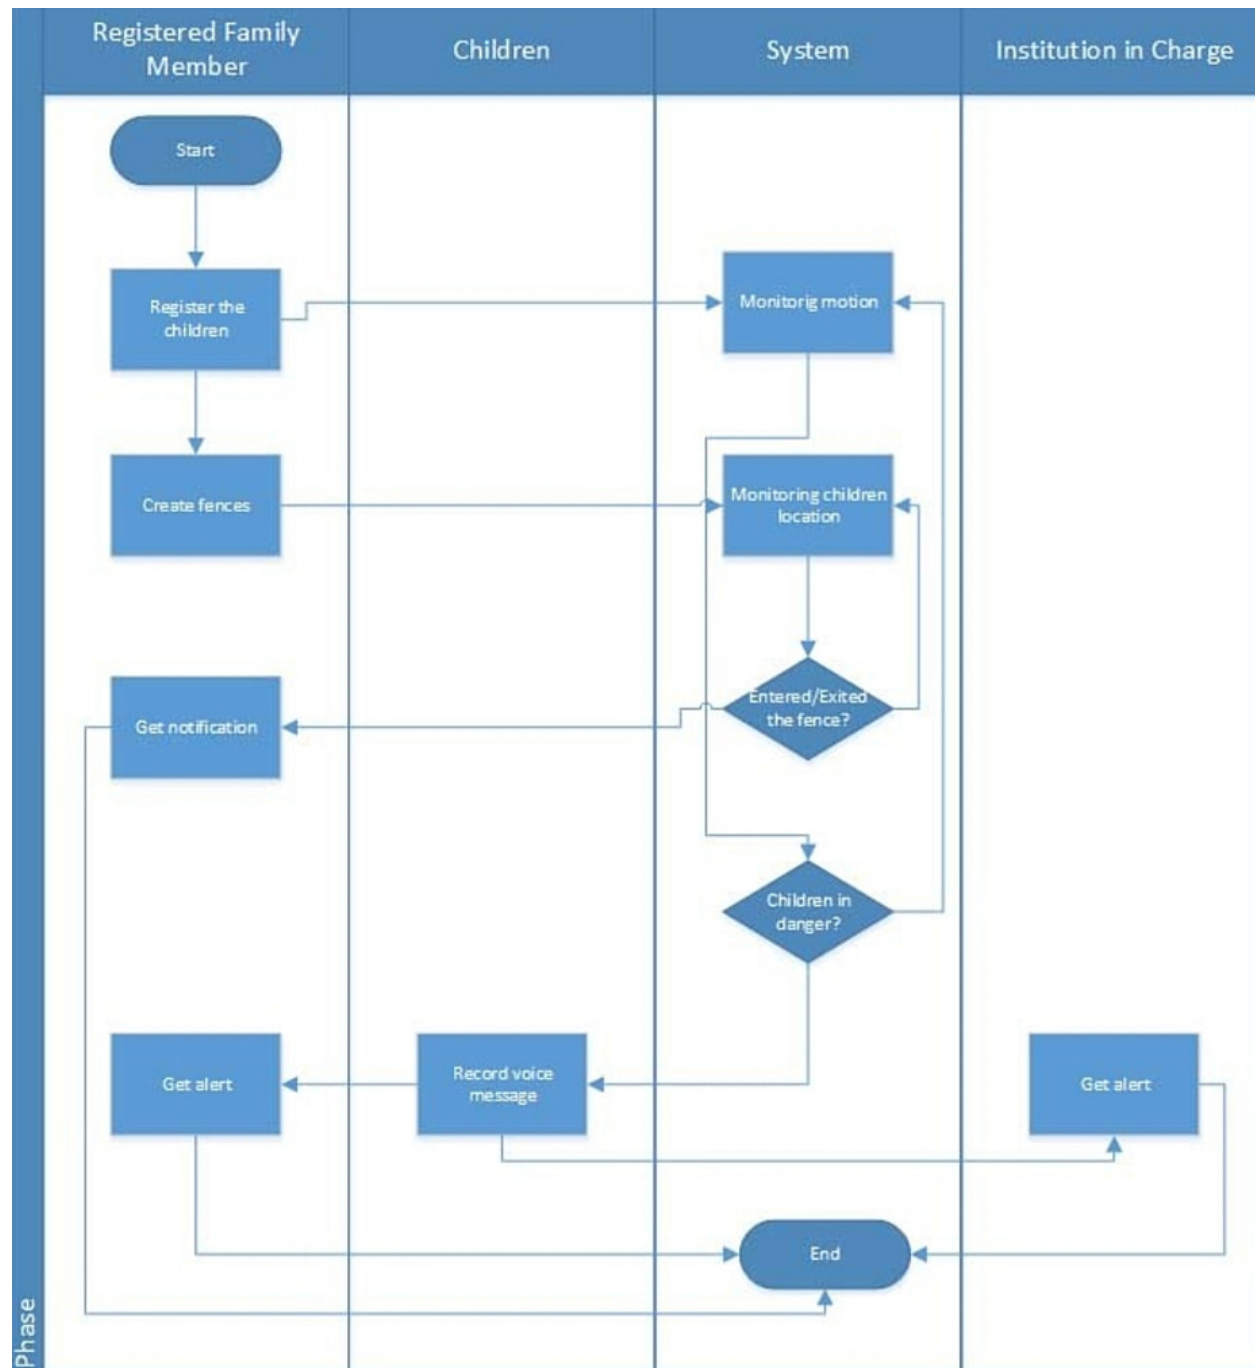 Registered Family
Member
Children
System
Institution in Charge
Start
Register the
children
Monitorig motion
Create fences
Monitoring children
location
Get notification
Entered/Exited
the fence?
Children in
danger?
Get alert
Record voice
message
Get alert
End
Phase